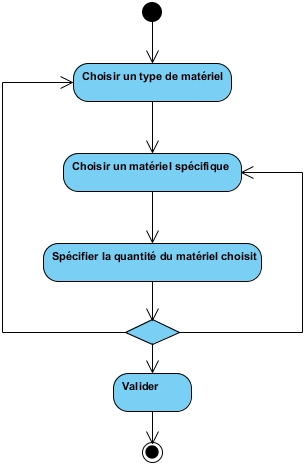 Choisir un type de matériel
Choisir un matériel spécifique
Spécifier la quantité du matériel choisit
Valider